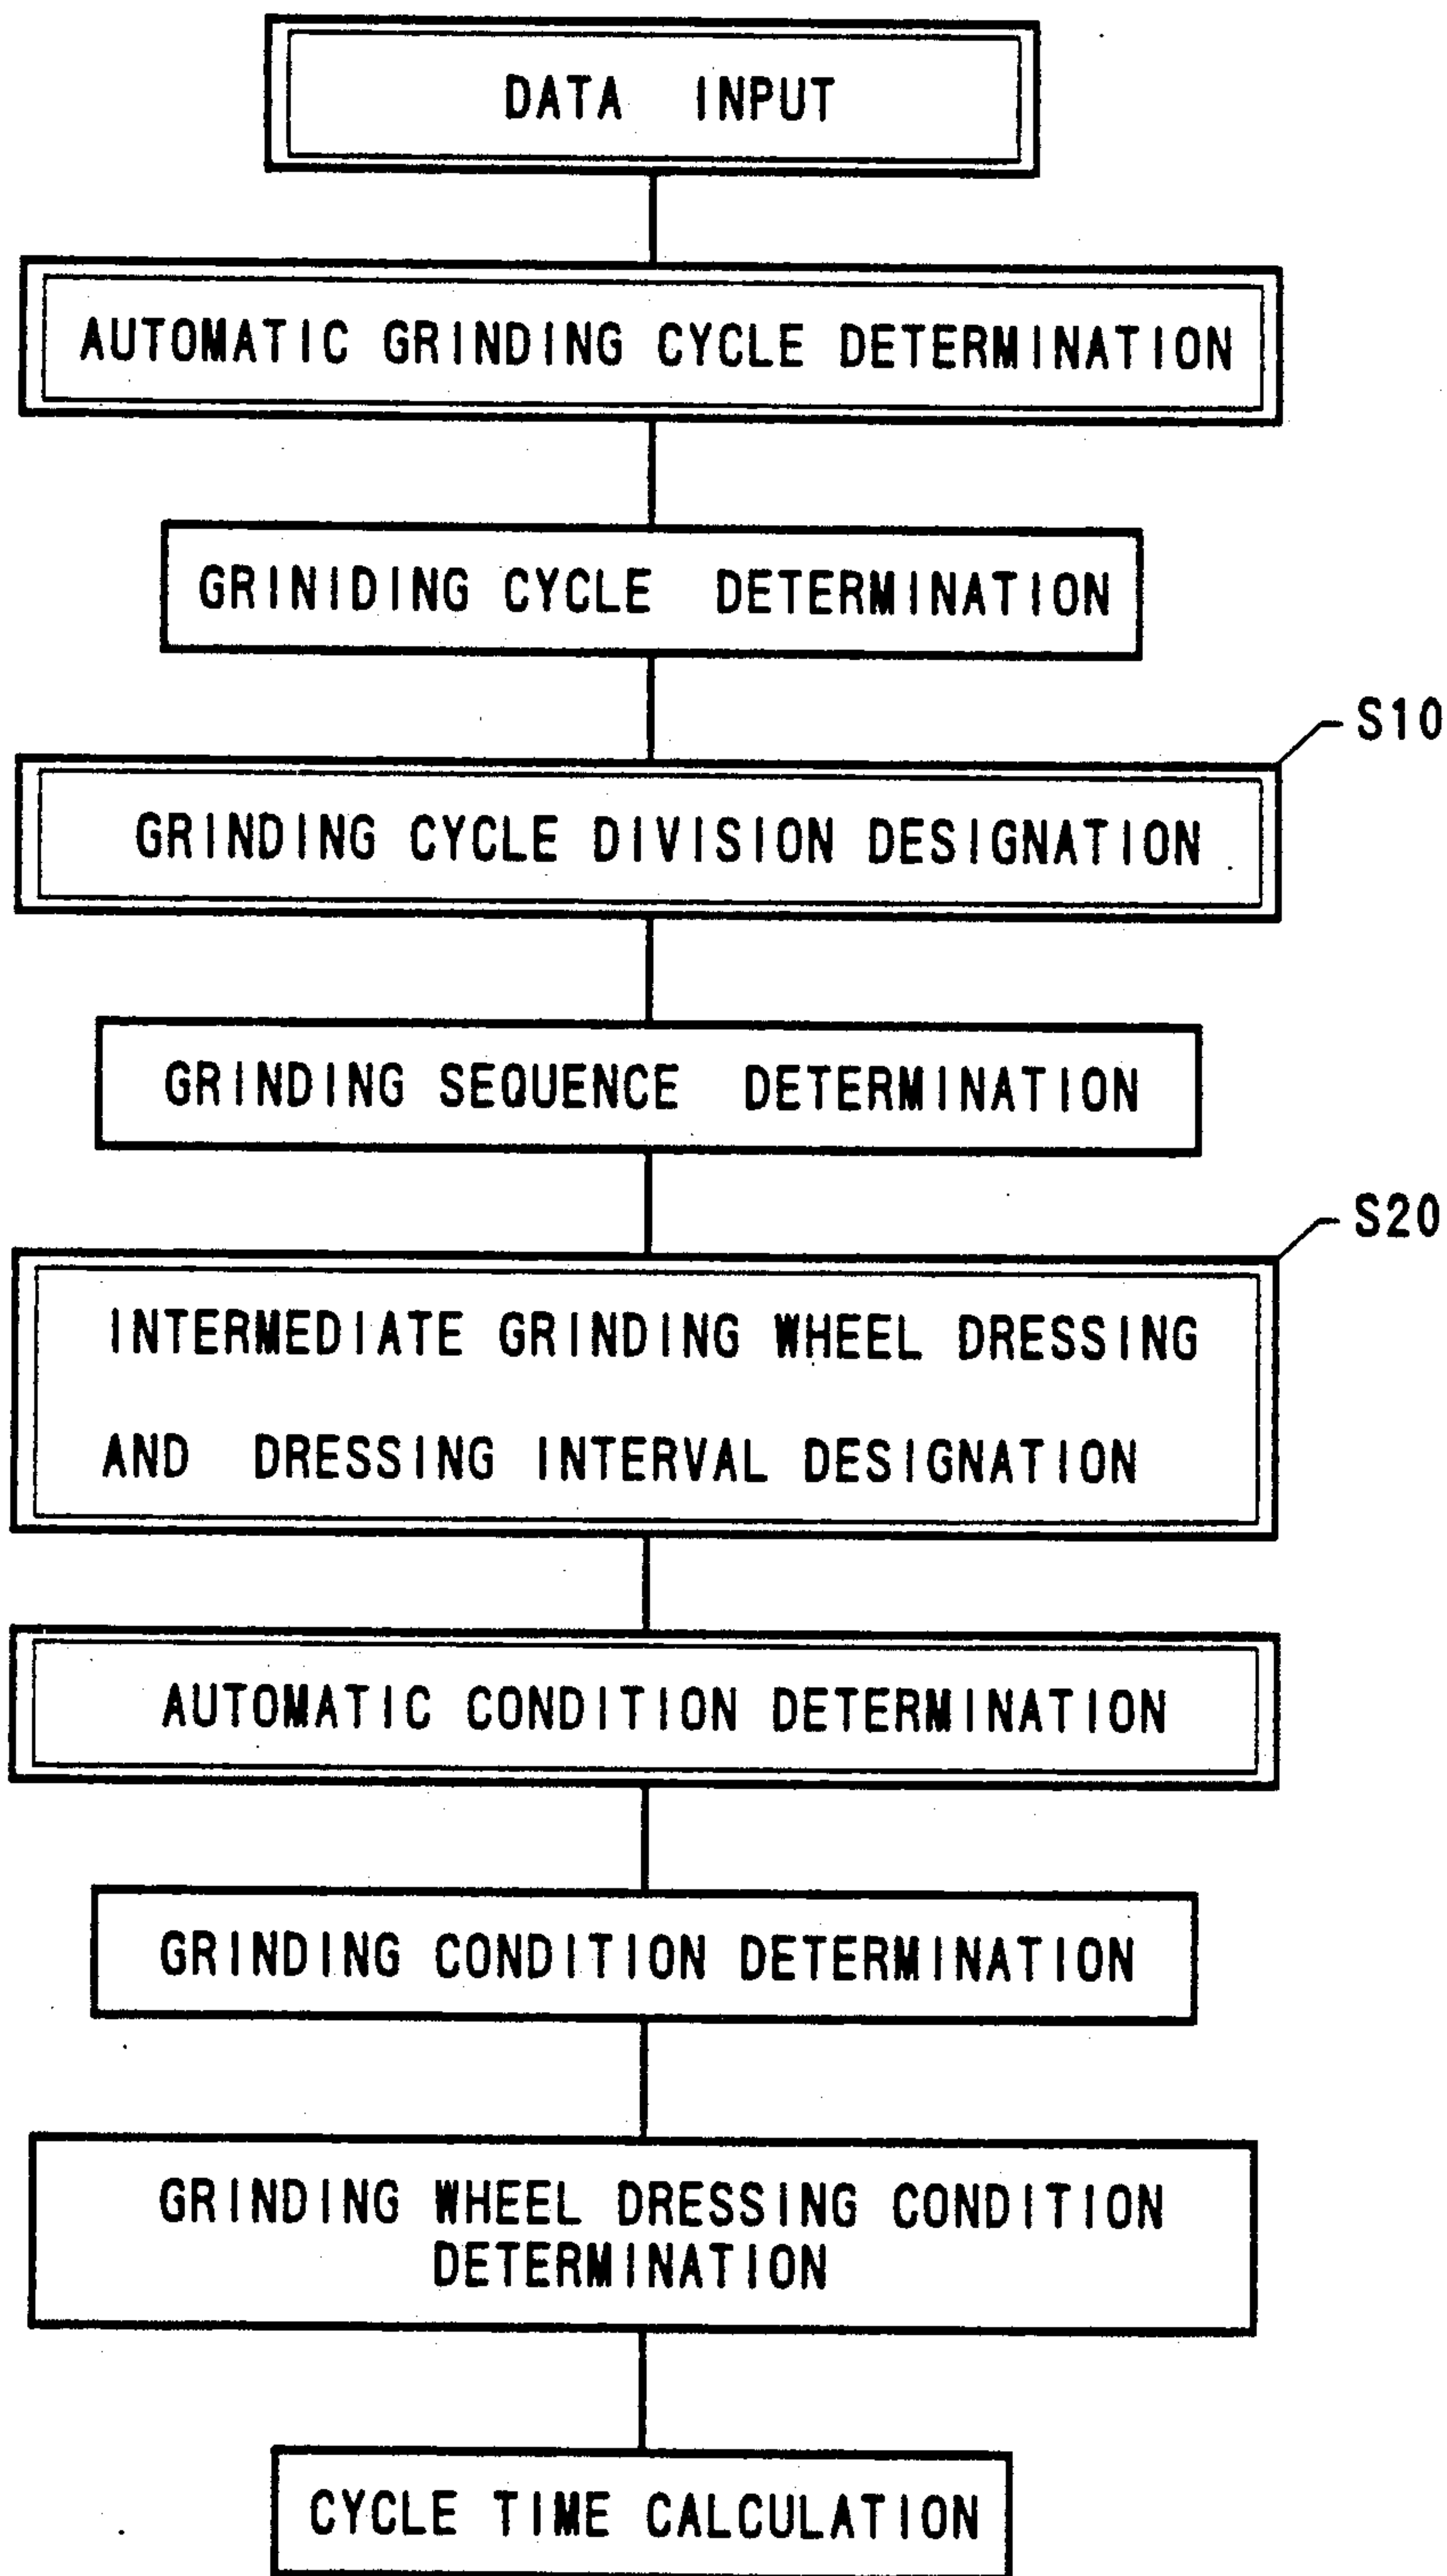 DATA INPUT
AUTOMATIC GRINDING CYCLE DETERMINATION
GRINIDING CYCLE DETERMINATION
S10
GRINDING CYCLE DIVISION DESIGNATION
GRINDING SEQUENCE DETERMINATION
S20
INTERMEDIATE GRINDING WHEEL DRESSING
AND DRESSING INTERVAL DESIGNATION
AUTOMATIC CONDITION DETERMINATION
GRINDING CONDITION DETERMINATION
GRINDING WHEEL DRESSING CONDITION
DETERMINATION
CYCLE TIME CALCULATION